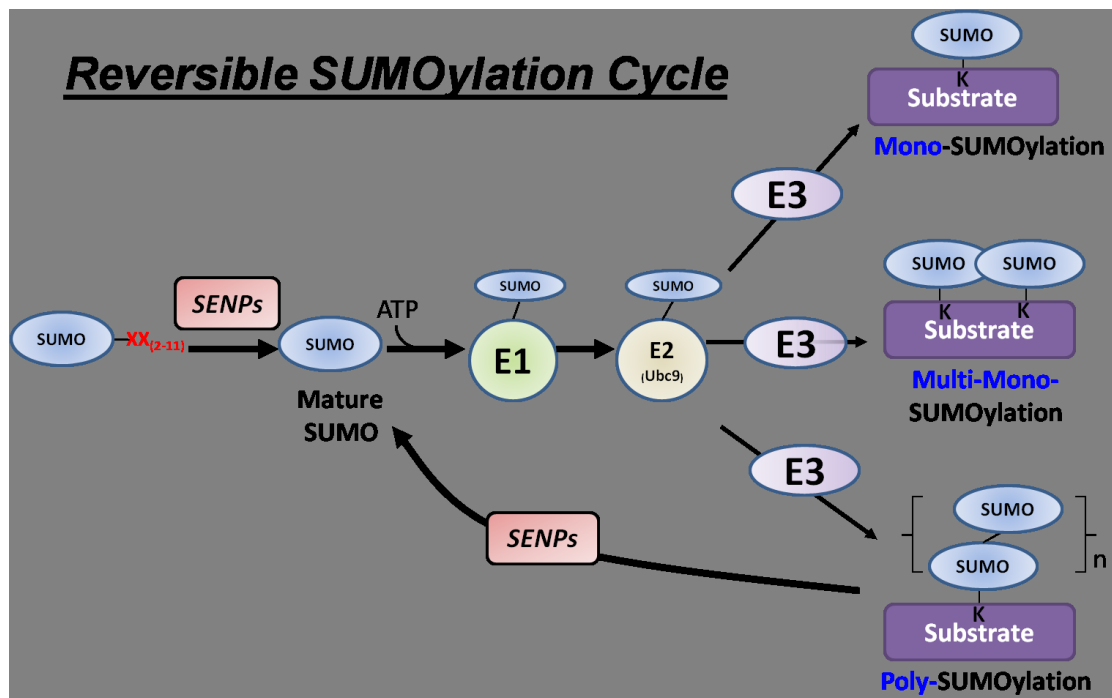 Reversible SUMOylation Cycle
SUMO
K
Substrate
Mono-SUMOylation
E3
SUMO SUMO
K K
Substrate
Multi-Mono-
SUMOylation
SUMO
XX(2-11)
SENPs
SUMO
Mature
SUMO
ATP
SUMO
E1
SUMO
E2
(Ubc9)
E3
E3
SENPs
SUMO
SUMO
n
K
Substrate
Poly-SUMOylation